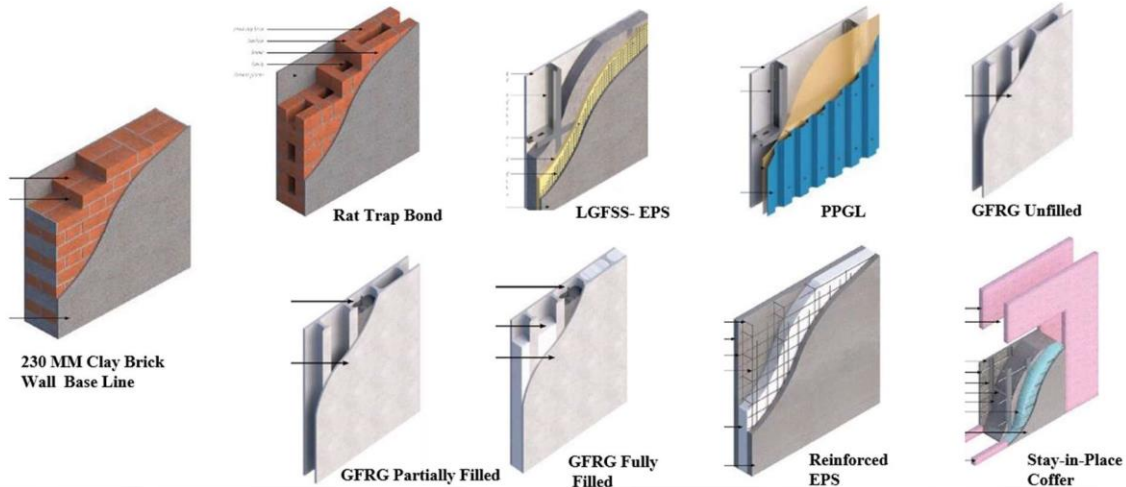 Rat Trap Bond
LGFSS- EPS
PPGL
GFRG Unfilled
230 MM Clay Brick
Wall Base Line
GFRG Partially Filled
GFRG Fully
Filled
Reinforced
EPS
Stay-in-Place
Coffer